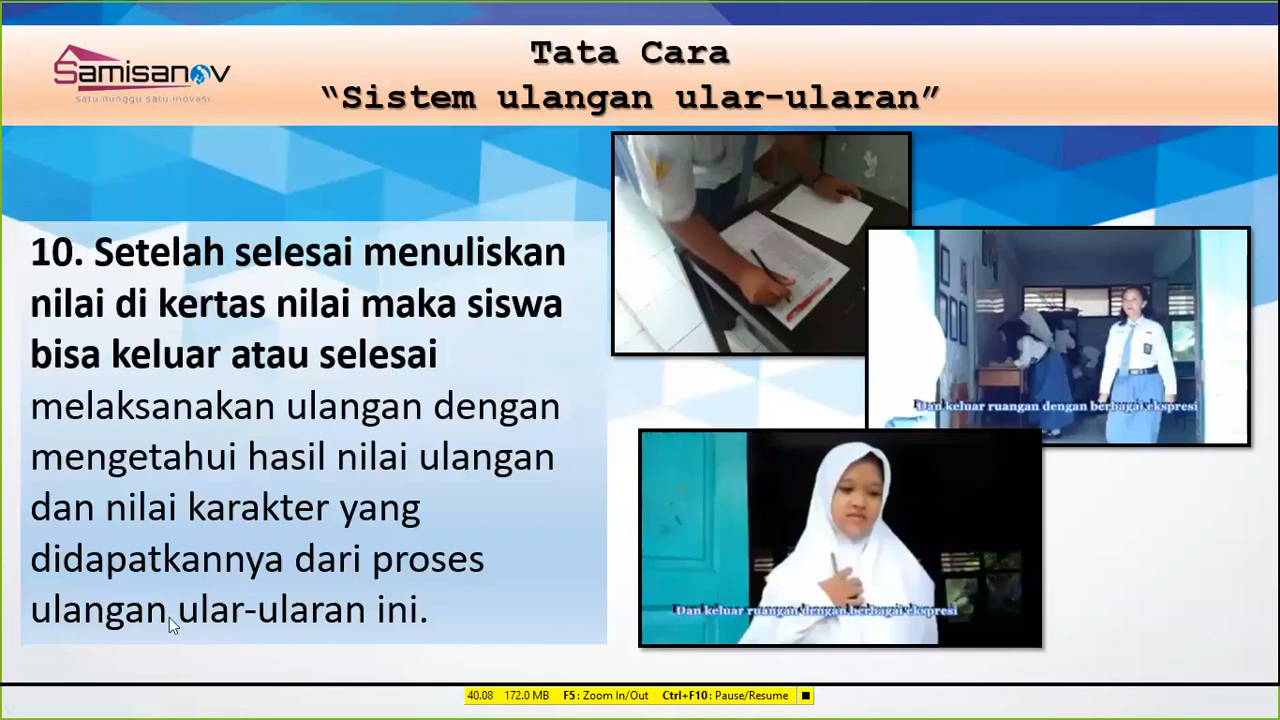 Samisanov
satu minggu satu inovasi
Tata Cara
“Sistem ulangan ular-ularan”
10. Setelah selesai menuliskan
nilai di kertas nilai maka siswa
bisa keluar atau selesai
melaksanakan ulangan dengan
mengetahui hasil nilai ulangan
dan nilai karakter yang
didapatkannya dari proses
ulangan ular-ularan ini.
Dan keluar ruangan dengan berbagai ekspresi
Dan keluar ruangan dengan berbagai ekspresi
40.08 172.0 MB F5: Zoom In/Out Ctrl+F10: Pause/Resume